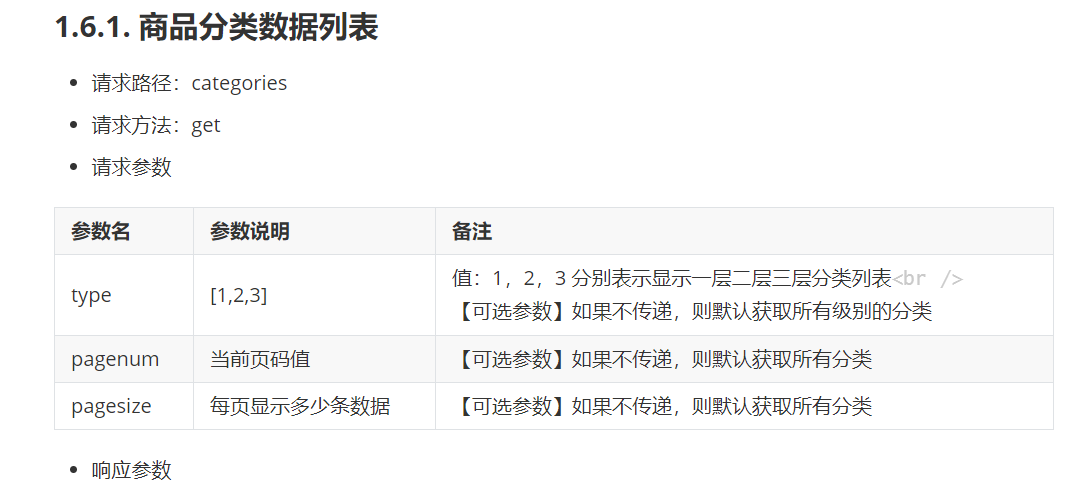 1.6.1. 商品分类数据列表
请求路径：categories
请求方法：get
请求参数
参数名 参数说明 备注
type [1,2,3] 值：1，2，3 分别表示显示一层二层三层分类列表<br />
【可选参数】如果不传递，则默认获取所有级别的分类
pagenum 当前页码值 【可选参数】如果不传递，则默认获取所有分类
pagesize 每页显示多少条数据 【可选参数】如果不传递，则默认获取所有分类
响应参数